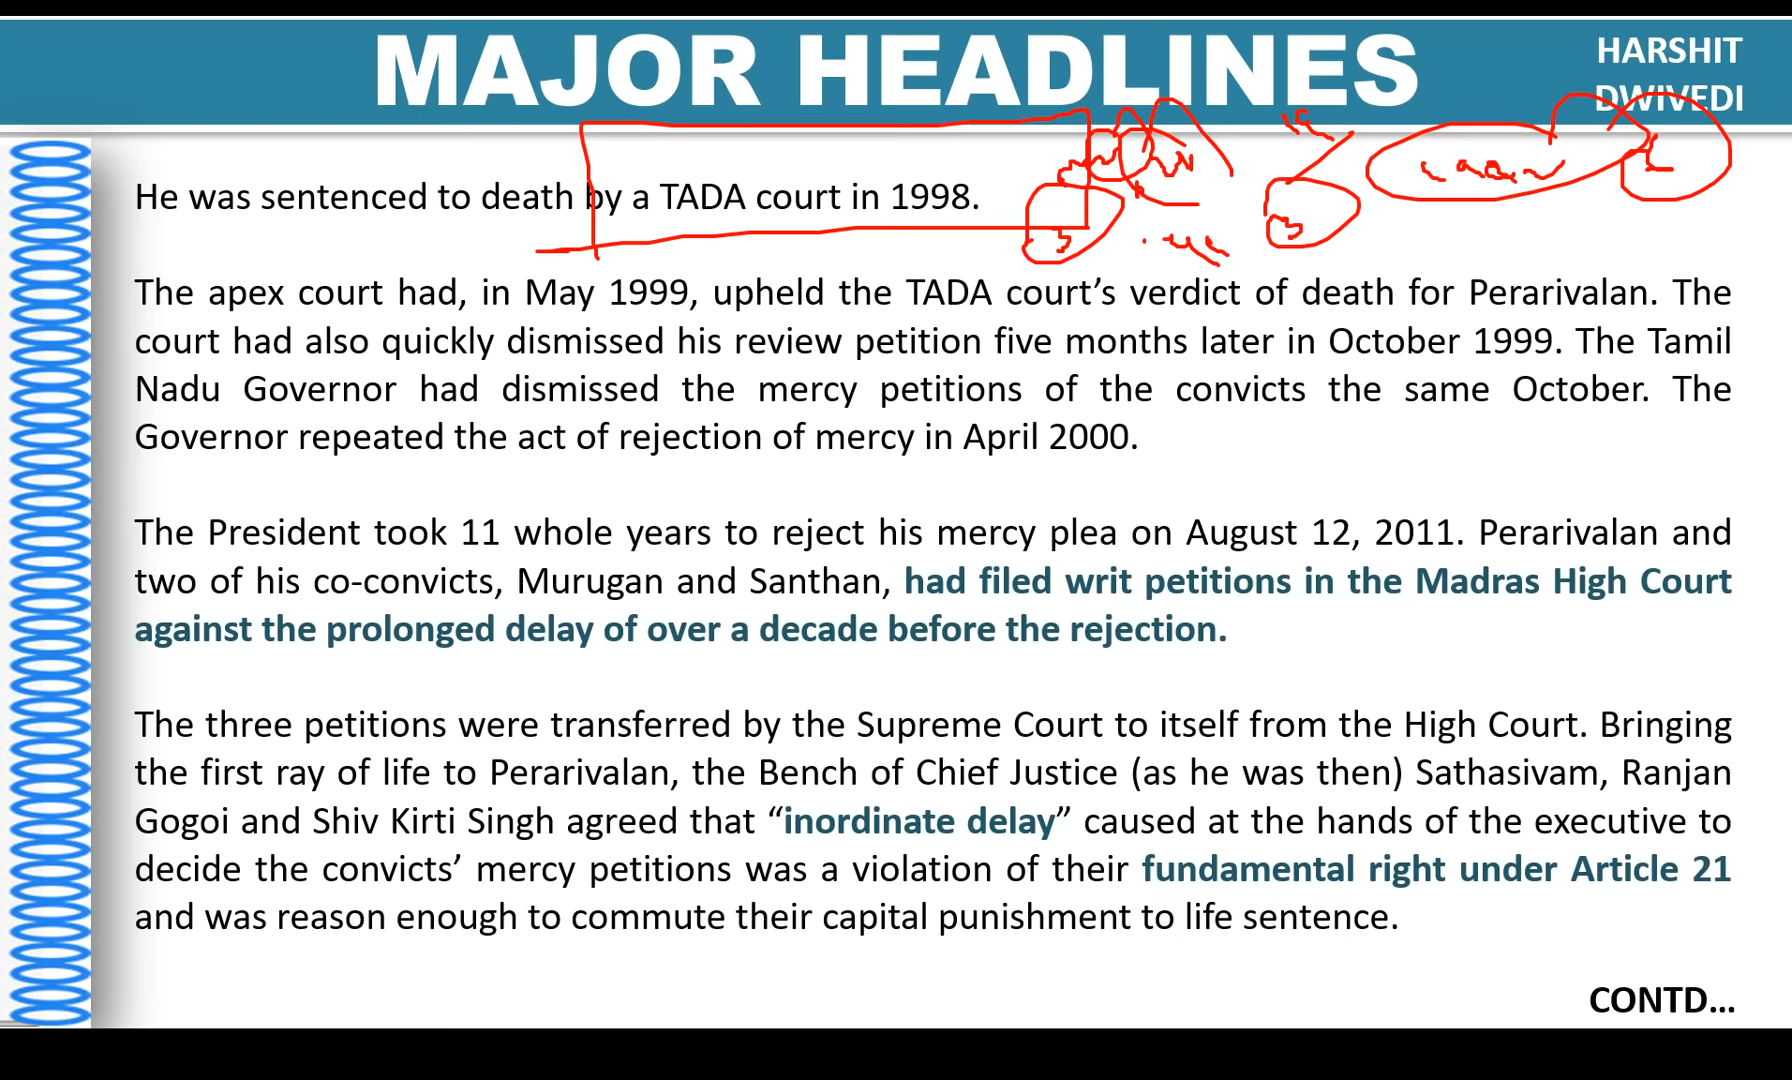 MAJOR HEADLINES
HARSHIT
DWIVEDI
He was sentenced to death by a TADA court in 1998.
The apex court had, in May 1999, upheld the TADA court’s verdict of death for Perarivalan. The
court had also quickly dismissed his review petition five months later in October 1999. The Tamil
Nadu Governor had dismissed the mercy petitions of the convicts the same October. The
Governor repeated the act of rejection of mercy in April 2000.
The President took 11 whole years to reject his mercy plea on August 12, 2011. Perarivalan and
two of his co-convicts, Murugan and Santhan, had filed writ petitions in the Madras High Court
against the prolonged delay of over a decade before the rejection.
The three petitions were transferred by the Supreme Court to itself from the High Court. Bringing
the first ray of life to Perarivalan, the Bench of Chief Justice (as he was then) Sathasivam, Ranjan
Gogoi and Shiv Kirti Singh agreed that “inordinate delay” caused at the hands of the executive to
decide the convicts’ mercy petitions was a violation of their fundamental right under Article 21
and was reason enough to commute their capital punishment to life sentence.
CONTD...